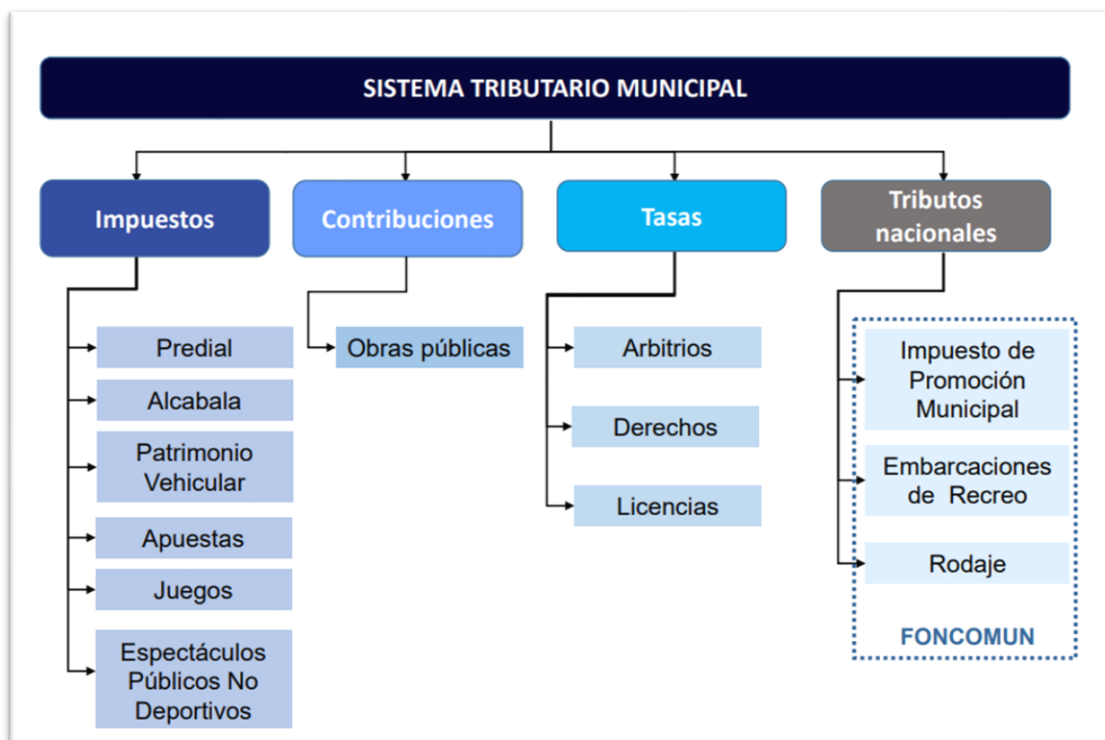 SISTEMA TRIBUTARIO MUNICIPAL
Impuestos
Contribuciones
Tasas
Tributos
nacionales
Predial
Alcabala
Patrimonio
Vehicular
Apuestas
Juegos
Espectáculos
Públicos No
Deportivos
Obras públicas
Arbitrios
Derechos
Licencias
Impuesto de
Promoción
Municipal
Embarcaciones
de Recreo
Rodaje
FONCOMUN